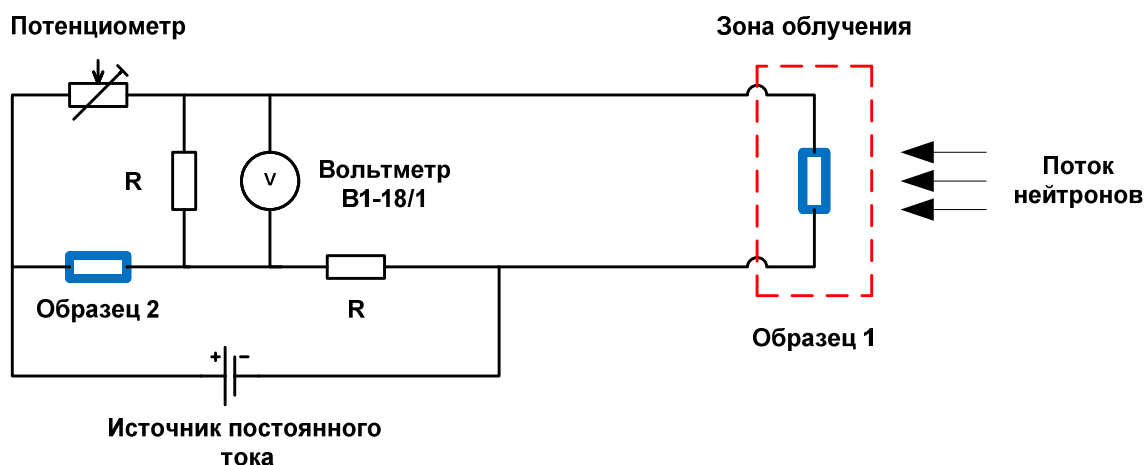 Потенциометр
Зона облучения
R
V
Вольтметр
В1-18/1
Поток
нейтронов
Образец 2
R
Образец 1
+ -
Источник постоянного
тока